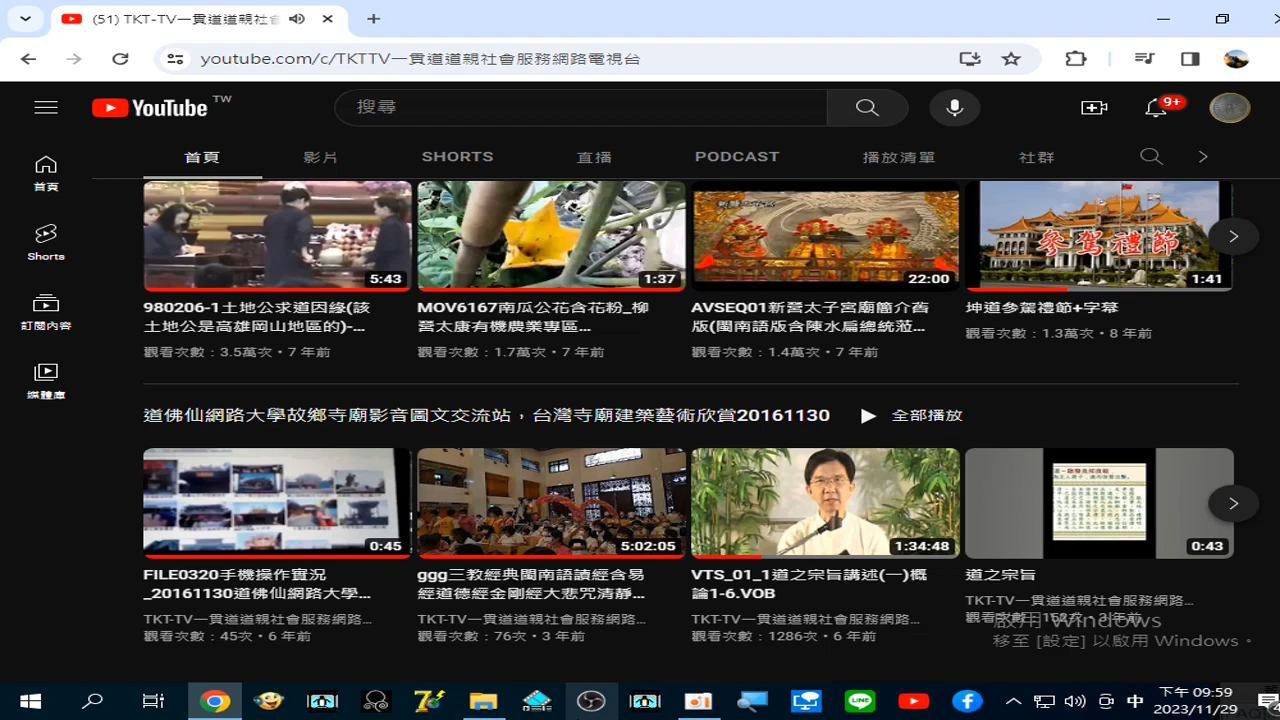 (51) TKT-TV一貫道道親社會
youtube.com/c/TKTTV一貫道道親社會服務網路電視台
YouTube TW
搜尋
9+
首頁 影片 SHORTS 直播 PODCAST 播放清單 社群
首頁
Shorts
訂閱內容
媒體庫
新營太子宮
參駕禮節
5:43
1:37
22:00
1:41
980206-1土地公求道因緣(該
土地公是高雄岡山地區的)-...
觀看次數：3.5萬次・7 年前
MOV6167南瓜公花含花粉_柳
營太康有機農業專區...
觀看次數：1.7萬次・7 年前
AVSEQ01新營太子宮廟簡介舊
版(閩南語版含陳水扁總統蒞...
觀看次數：1.4萬次・7 年前
坤道參駕禮節+字幕
觀看次數：1.3萬次・8 年前
道佛仙網路大學故鄉寺廟影音圖文交流站，台灣寺廟建築藝術欣賞20161130 ▶ 全部播放
0:45
5:02:05
1:34:48
0:43
FILE0320手機操作實況
_20161130道佛仙網路大學...
TKT-TV一貫道道親社會服務網路...
觀看次數：45次・6 年前
ggg三教經典閩南語讀經含易
經道德經金剛經大悲咒清靜...
TKT-TV一貫道道親社會服務網路...
觀看次數：76次・3 年前
VTS_01_1道之宗旨講述(一)概
論1-6.VOB
TKT-TV一貫道道親社會服務網路...
觀看次數：1286次・6 年前
道之宗旨
TKT-TV一貫道道親社會服務網路...
觀看次數：152次・3 年前
啟用 Windows
移至 [設定] 以啟用 Windows。
中
下午 09:59
2023/11/29